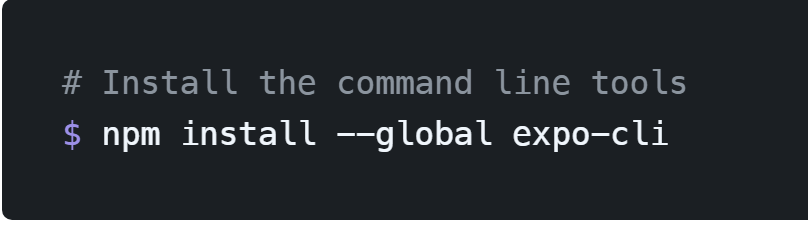 # Install the command line tools
$ npm install --global expo-cli